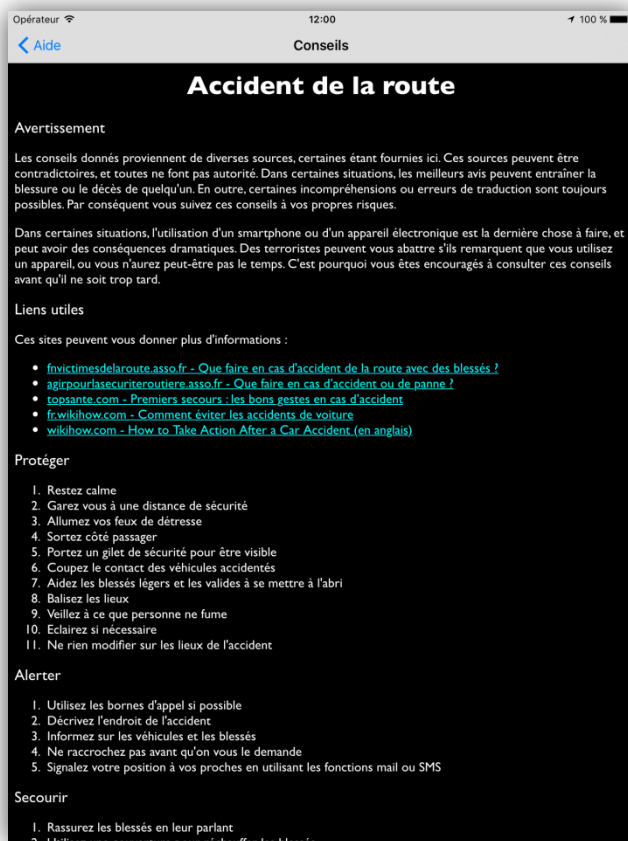 Opérateur 12:00 100 %
Aide Conseils
Accident de la route
Avertissement
Les conseils donnés proviennent de diverses sources, certaines étant fournies ici. Ces sources peuvent être
contradictoires, et toutes ne font pas autorité. Dans certaines situations, les meilleurs avis peuvent entraîner la
blessure ou le décès de quelqu'un. En outre, certaines incompréhensions ou erreurs de traduction sont toujours
possibles. Par conséquent vous suivez ces conseils à vos propres risques.
Dans certaines situations, l'utilisation d'un smartphone ou d'un appareil électronique est la dernière chose à faire, et
peut avoir des conséquences dramatiques. Des terroristes peuvent vous abattre s'ils remarquent que vous utilisez
un appareil, ou vous n'aurez peut-être pas le temps. C'est pourquoi vous êtes encouragés à consulter ces conseils
avant qu'il ne soit trop tard.
Liens utiles
Ces sites peuvent vous donner plus d'informations :
• fnvictimesdelaroute.asso.fr - Que faire en cas d'accident de la route avec des blessés ?
• agirpourlasecuriteroutiere.asso.fr - Que faire en cas d'accident ou de panne ?
• topsante.com - Premiers secours : les bons gestes en cas d'accident
• fr.wikihow.com - Comment éviter les accidents de voiture
• wikihow.com - How to Take Action After a Car Accident (en anglais)
Protéger
1. Restez calme
2. Garez vous à une distance de sécurité
3. Allumez vos feux de détresse
4. Sortez côté passager
5. Portez un gilet de sécurité pour être visible
6. Coupez le contact des véhicules accidentés
7. Aidez les blessés légers et les valides à se mettre à l'abri
8. Balisez les lieux
9. Veillez à ce que personne ne fume
10. Eclairez si nécessaire
11. Ne rien modifier sur les lieux de l'accident
Alerter
1. Utilisez les bornes d'appel si possible
2. Décrivez l'endroit de l'accident
3. Informez sur les véhicules et les blessés
4. Ne raccrochez pas avant qu'on vous le demande
5. Signalez votre position à vos proches en utilisant les fonctions mail ou SMS
Secourir
1. Rassurez les blessés en leur parlant